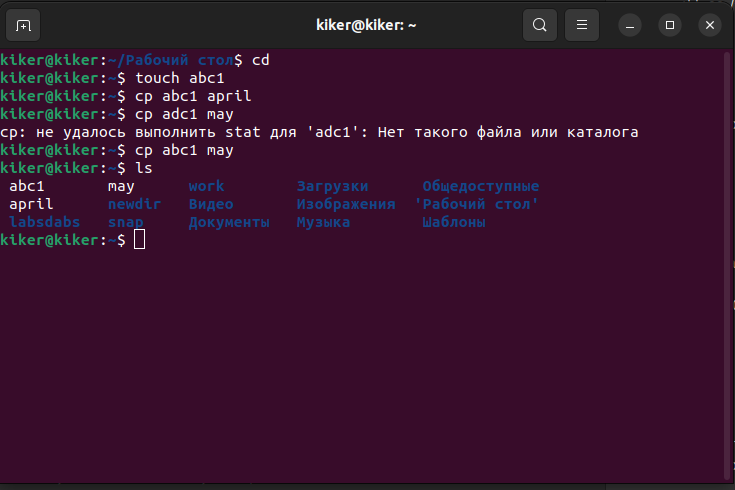 kiker@kiker: ~
kiker@kiker:~/Рабочий стол$ cd
kiker@kiker:~$ touch abc1
kiker@kiker:~$ cp abc1 april
kiker@kiker:~$ cp adc1 may
cp: не удалось выполнить stat для 'adc1': Нет такого файла или каталога
kiker@kiker:~$ cp abc1 may
kiker@kiker:~$ ls
abc1 may work Загрузки Общедоступные
april newdir Видео Изображения 'Рабочий стол'
labsdabs snap Документы Музыка Шаблоны
kiker@kiker:~$